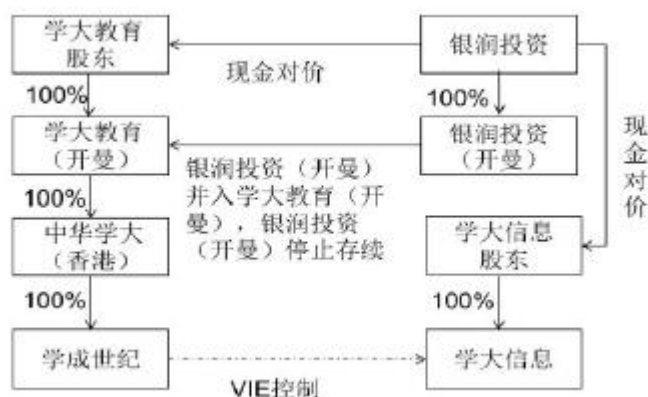 学大教育
股东
银润投资
现金对价
100%
100%
学大教育
（开曼）
银润投资
（开曼）
现
金
对
价
银润投资（开曼）
并入学大教育（开
曼），银润投资
（开曼）停止存续
100%
中华学大
（香港）
学大信息
股东
100%
100%
学成世纪
学大信息
VIE控制